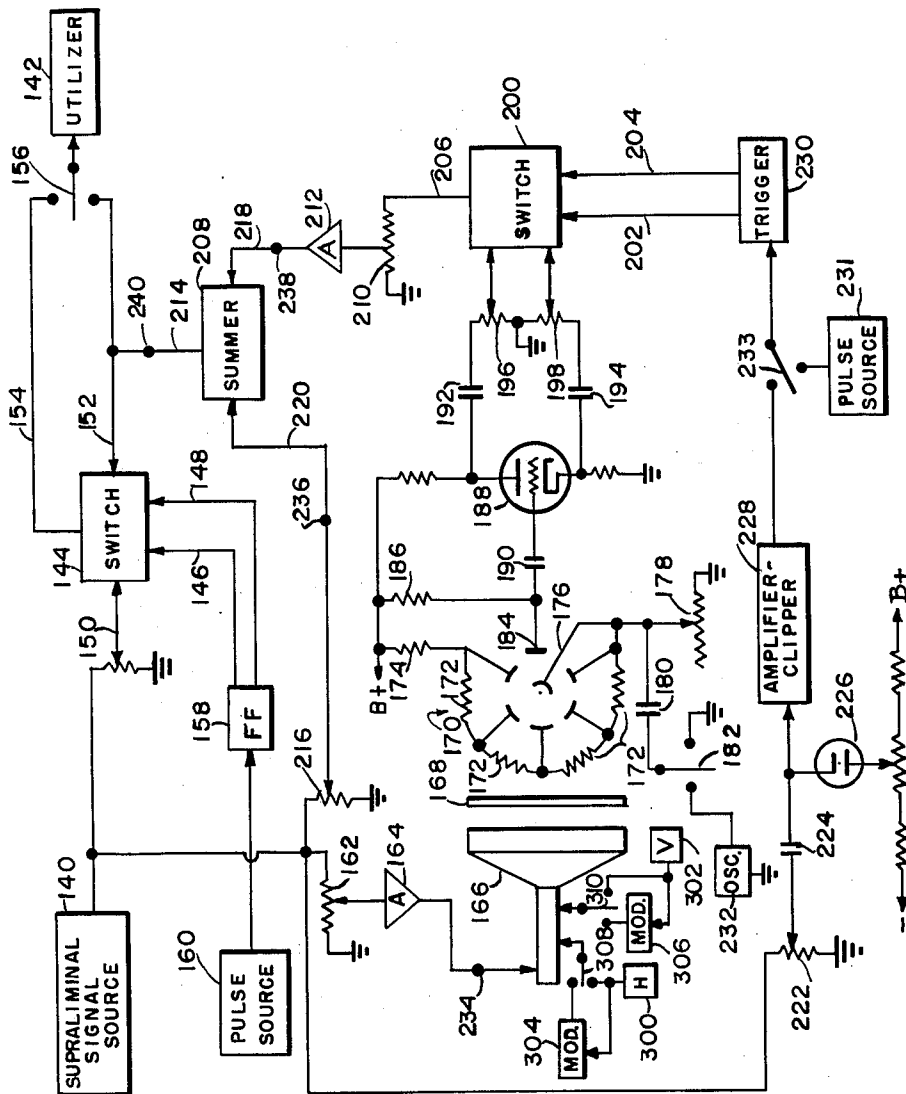 SUPRALIMINAL
SIGNAL
SOURCE
140
PULSE
SOURCE
160
FF
158
SWITCH
144
146
148
150
152
154
156
UTILIZER
142
240
214
SUMMER
208
218
238
A
212
210
206
220
236
216
162
A
164
234
166
168
170
172
172
172
174
B+
176
178
180
182
184
186
188
190
192
194
196
198
SWITCH
200
202
204
TRIGGER
230
231
PULSE
SOURCE
233
AMPLIFIER-
CLIPPER
228
226
224
222
B+
-
OSC.
232
V
302
310
308
MOD.
306
MOD.
304
H
300